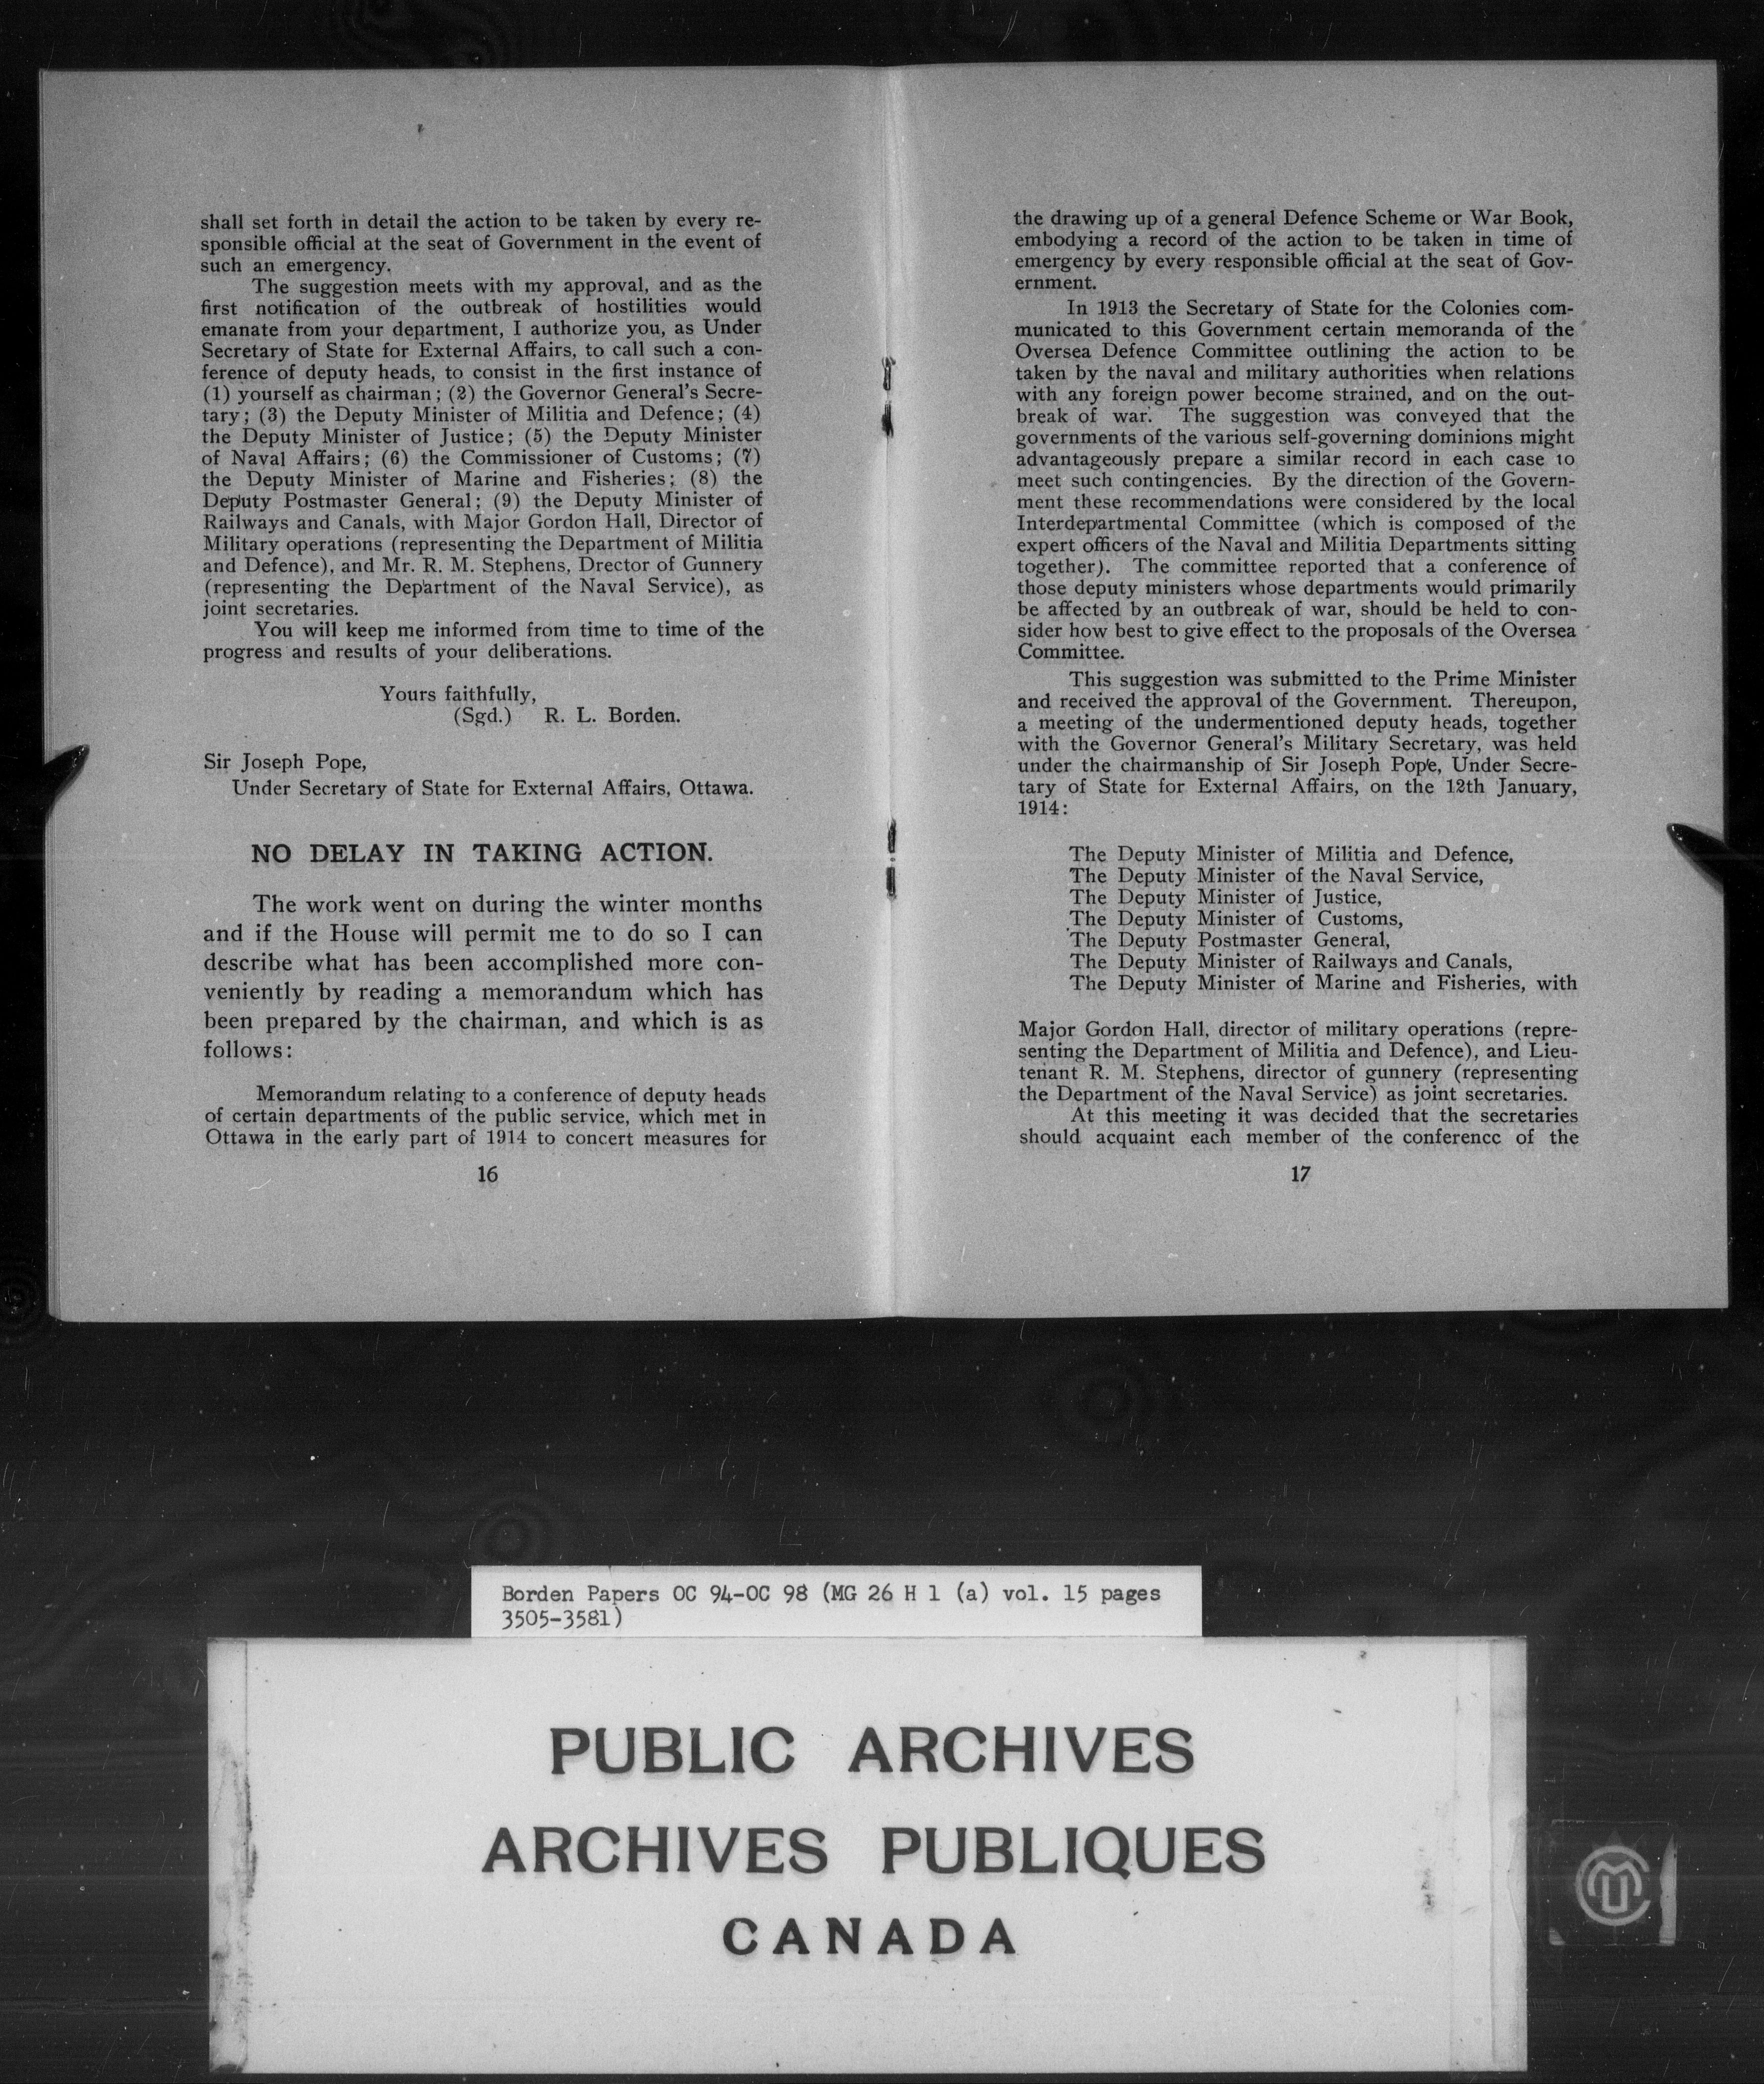 shall set forth in detail the action to be taken by every re-
sponsible official at the seat of Government in the event of
such an emergency.
The suggestion meets with my approval, and as the
first notification of the outbreak of hostilities would
emanate from your department, I authorize you, as Under
Secretary of State for External Affairs, to call such a con-
ference of deputy heads, to consist in the first instance of
(1) yourself as chairman; (2) the Governor General's Secre-
tary; (3) the Deputy Minister of Militia and Defence; (4)
the Deputy Minister of Justice; (5) the Deputy Minister
of Naval Affairs; (6) the Commissioner of Customs; (7)
the Deputy Minister of Marine and Fisheries; (8) the
Deputy Postmaster General; (9) the Deputy Minister of
Railways and Canals, with Major Gordon Hall, Director of
Military operations (representing the Department of Militia
and Defence), and Mr. R. M. Stephens, Drector of Gunnery
(representing the Department of the Naval Service), as
joint secretaries.
You will keep me informed from time to time of the
progress and results of your deliberations.
Yours faithfully,
(Sgd.) R. L. Borden.
Sir Joseph Pope,
Under Secretary of State for External Affairs, Ottawa.
NO DELAY IN TAKING ACTION.
The work went on during the winter months
and if the House will permit me to do so I can
describe what has been accomplished more con-
veniently by reading a memorandum which has
been prepared by the chairman, and which is as
follows:
Memorandum relating to a conference of deputy heads
of certain departments of the public service, which met in
Ottawa in the early part of 1914 to concert measures for
16
the drawing up of a general Defence Scheme or War Book,
embodying a record of the action to be taken in time of
emergency by every responsible official at the seat of Gov-
ernment.
In 1913 the Secretary of State for the Colonies com-
municated to this Government certain memoranda of the
Oversea Defence Committee outlining the action to be
taken by the naval and military authorities when relations
with any foreign power become strained, and on the out-
break of war. The suggestion was conveyed that the
governments of the various self-governing dominions might
advantageously prepare a similar record in each case to
meet such contingencies. By the direction of the Govern-
ment these recommendations were considered by the local
Interdepartmental Committee (which is composed of the
expert officers of the Naval and Militia Departments sitting
together). The committee reported that a conference of
those deputy ministers whose departments would primarily
be affected by an outbreak of war, should be held to con-
sider how best to give effect to the proposals of the Oversea
Committee.
This suggestion was submitted to the Prime Minister
and received the approval of the Government. Thereupon,
a meeting of the undermentioned deputy heads, together
with the Governor General's Military Secretary, was held
under the chairmanship of Sir Joseph Pope, Under Secre-
tary of State for External Affairs, on the 12th January,
1914:
The Deputy Minister of Militia and Defence,
The Deputy Minister of the Naval Service,
The Deputy Minister of Justice,
The Deputy Minister of Customs,
The Deputy Postmaster General,
The Deputy Minister of Railways and Canals,
The Deputy Minister of Marine and Fisheries, with
Major Gordon Hall, director of military operations (repre-
senting the Department of Militia and Defence), and Lieu-
tenant R. M. Stephens, director of gunnery (representing
the Department of the Naval Service) as joint secretaries.
At this meeting it was decided that the secretaries
should acquaint each member of the conference of the
17
Borden Papers OC 94-OC 98 (MG 26 H 1 (a) vol. 15 pages
3505-3581)
PUBLIC ARCHIVES
ARCHIVES PUBLIQUES
CANADA